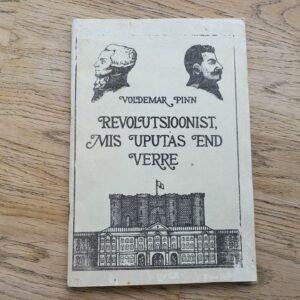 VOLDEMAR PINN
REVOLUTSIOONIST,
MIS UPUTAS END
VERRE